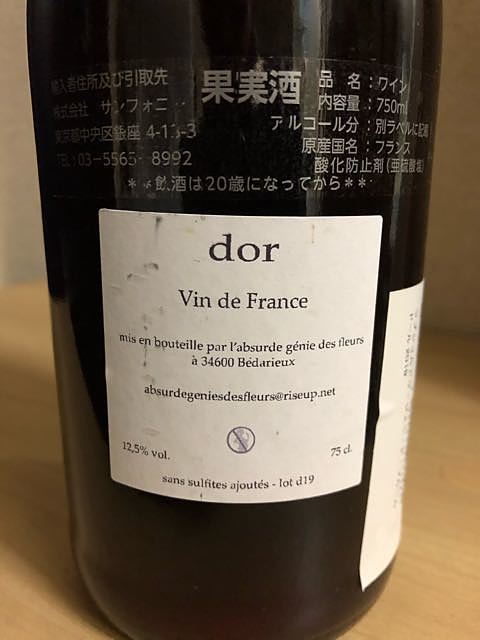 輸入者住所及び引取先
株式会社 サンフォニー
東京都中央区銀座 4-13-3
TEL:03-5565-8992
果実酒
品 名:ワイン
内容量:750ml
アルコール分:別ラベルに記載
原産国名:フランス
酸化防止剤(亜硫酸塩)
**飲酒は20歳になってから**
dor
Vin de France
mis en bouteille par l'absurde génie des fleurs
à 34600 Bédarieux
absurdegeniesdesfleurs@riseup.net
12,5% vol.
75 cl.
sans sulfites ajoutés - lot d19